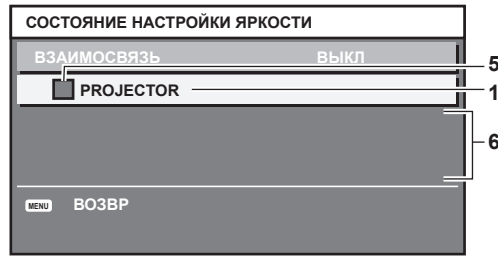 СОСТОЯНИЕ НАСТРОЙКИ ЯРКОСТИ
ВЗАИМОСВЯЗЬ ВЫКЛ
5
PROJECTOR 1
6
MENU ВОЗВР